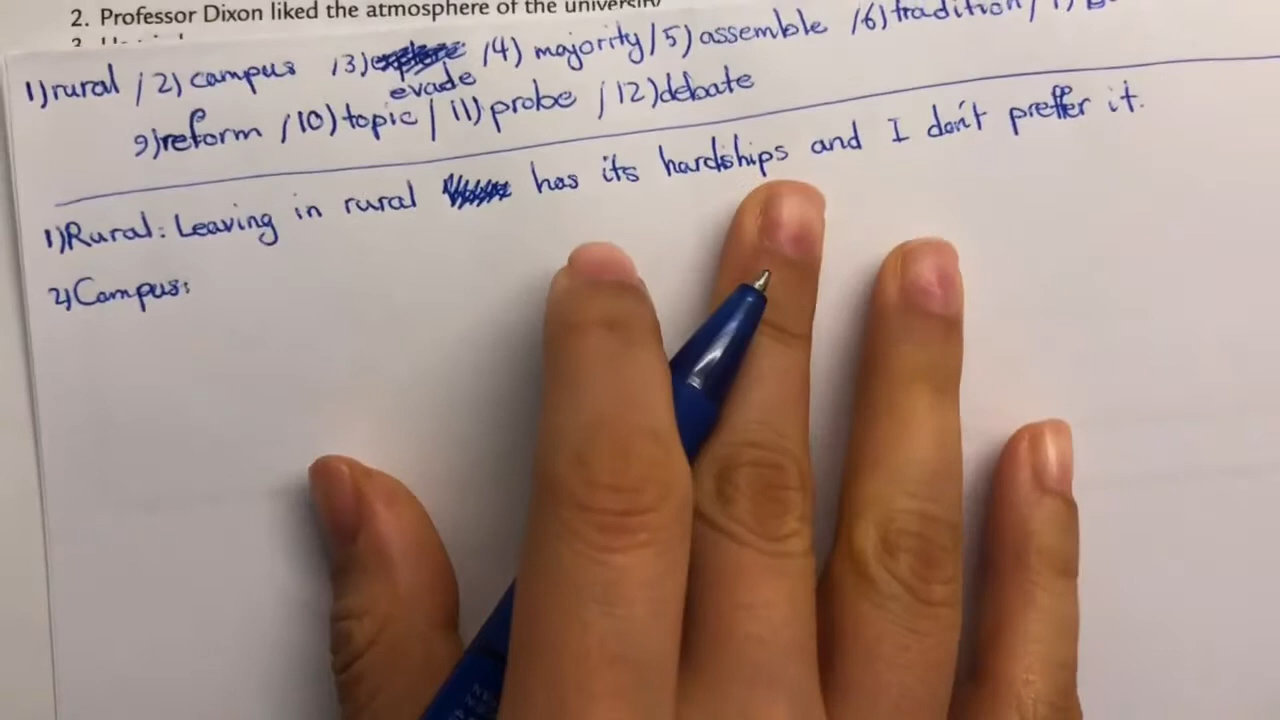 2. Professor Dixon liked the atmosphere of the university
1)rural / 2) campus /3) evade /4) majority / 5) assemble /6) tradition /
9)reform /10) topic / 11) probe / 12) debate
1)Rural: Leaving in rural has its hardships and I don't preffer it.
2)Campus: